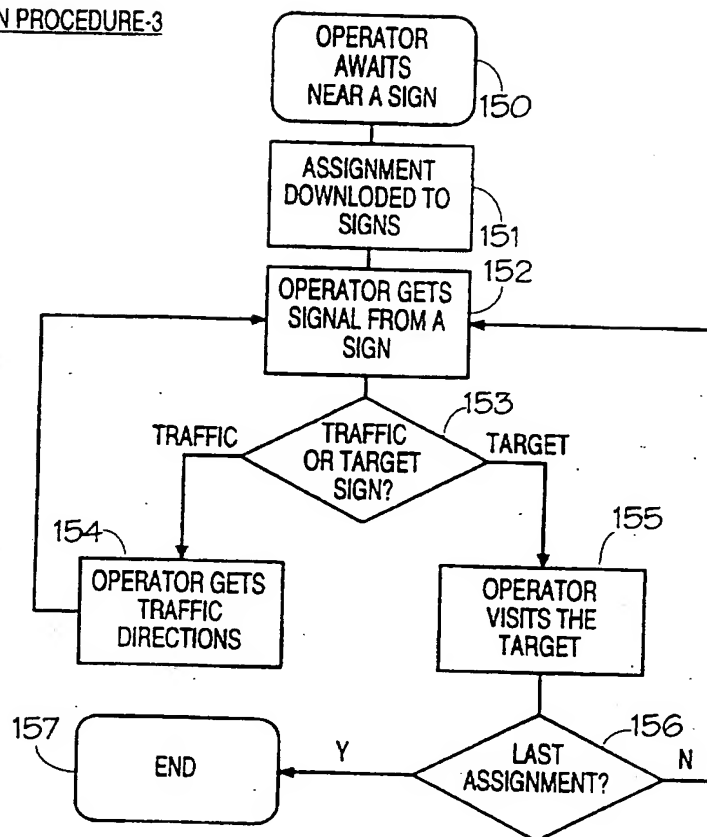 N PROCEDURE-3
OPERATOR
AWAITS
NEAR A SIGN
150
ASSIGNMENT
DOWNLODED TO
SIGNS
151
152
OPERATOR GETS
SIGNAL FROM A
SIGN
153
TRAFFIC
TRAFFIC
OR TARGET
SIGN?
TARGET
154
OPERATOR GETS
TRAFFIC
DIRECTIONS
155
OPERATOR
VISITS THE
TARGET
157
END
Y
156
LAST
ASSIGNMENT?
N